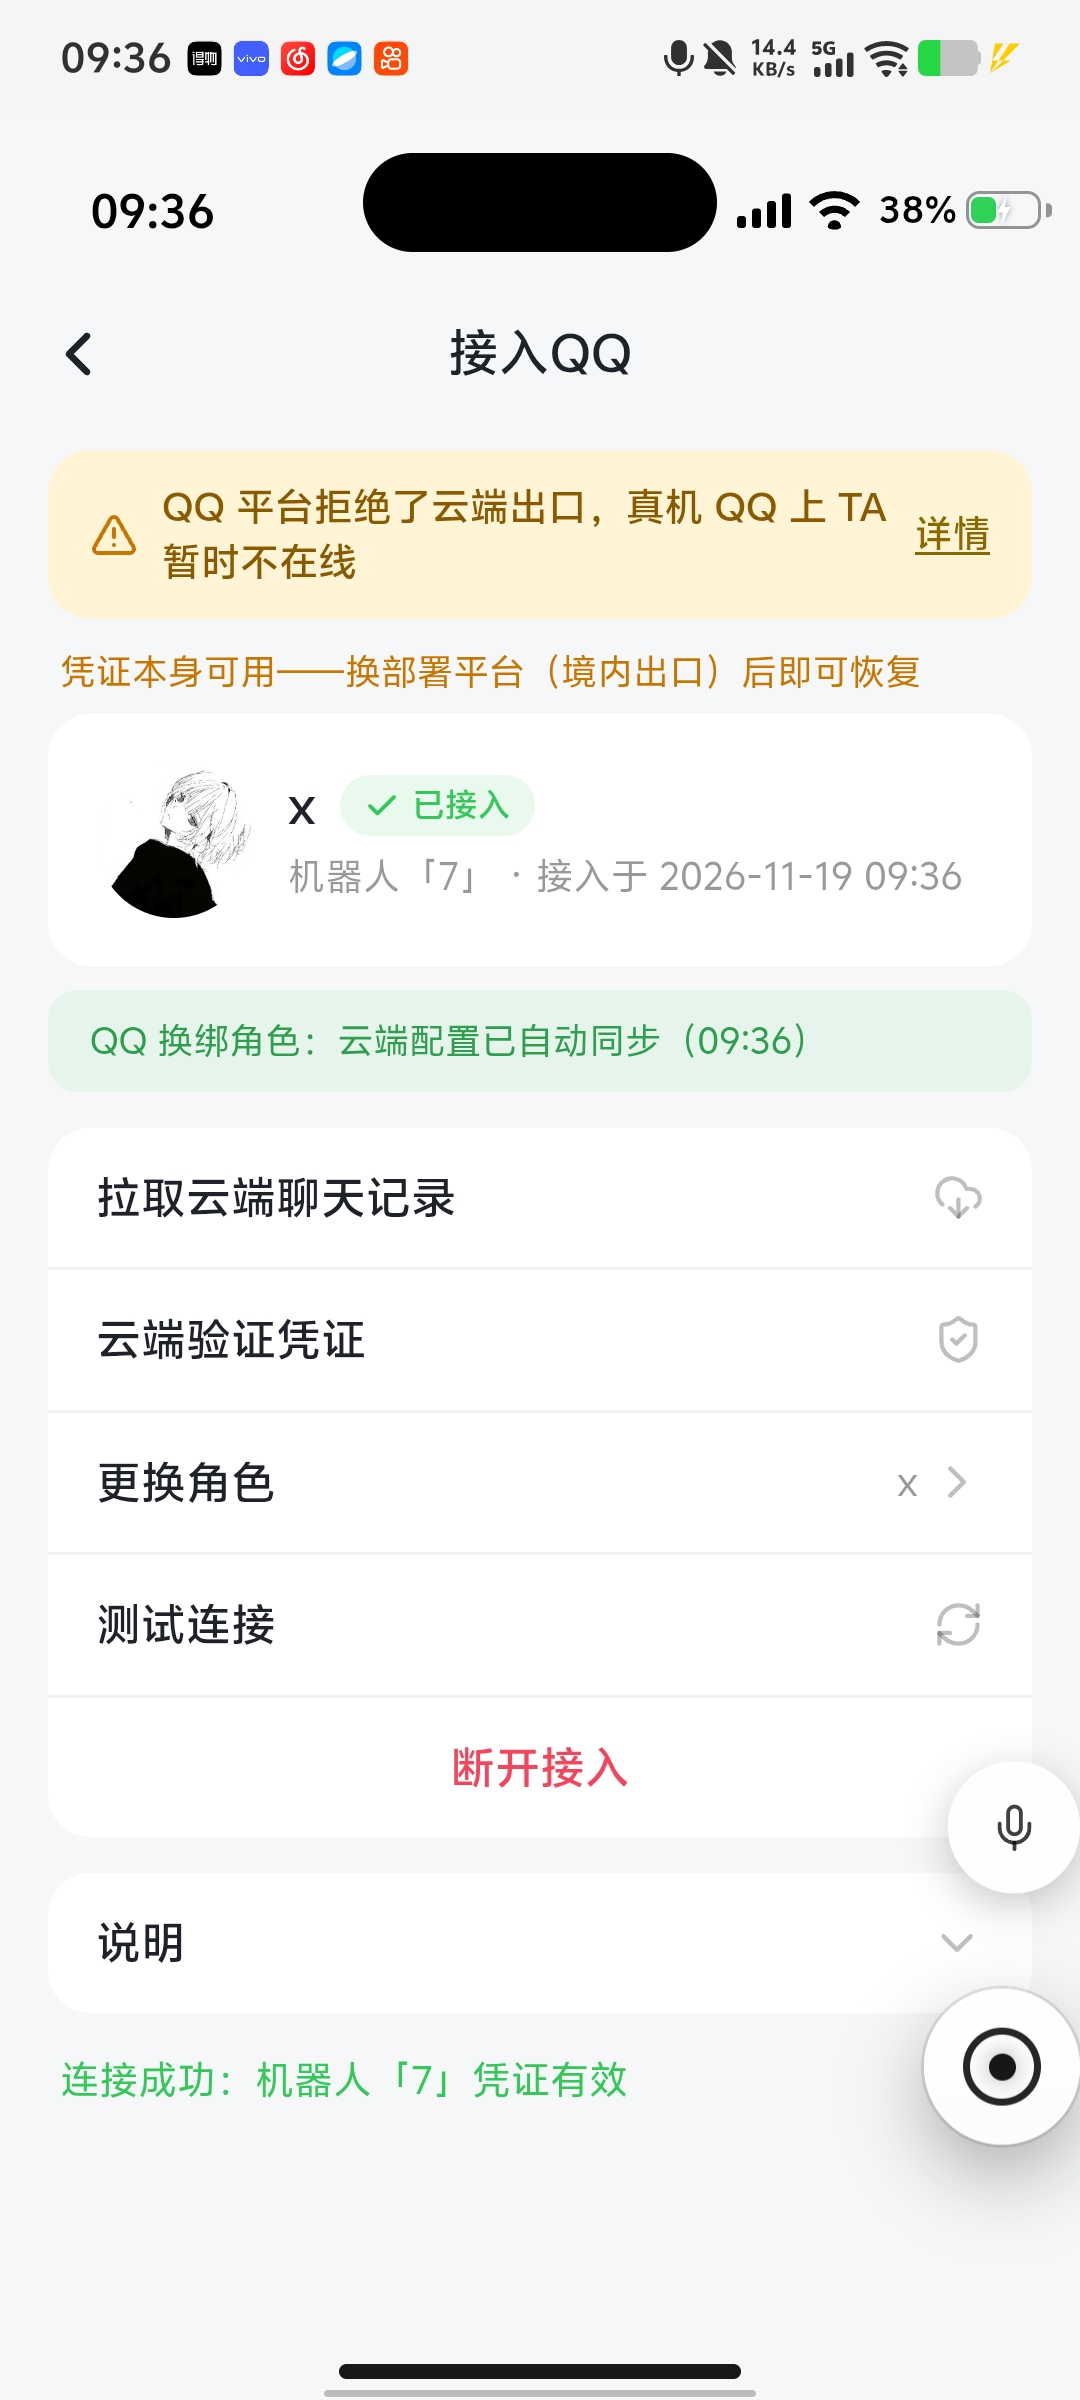 09:36 得物 vivo 14.4 KB/s 5G
09:36 38%
接入QQ
QQ 平台拒绝了云端出口，真机 QQ 上 TA
暂时不在线
详情
凭证本身可用——换部署平台（境内出口）后即可恢复
x 已接入
机器人「7」 · 接入于 2026-11-19 09:36
QQ 换绑角色：云端配置已自动同步（09:36）
拉取云端聊天记录
云端验证凭证
更换角色 x
测试连接
断开接入
说明
连接成功：机器人「7」凭证有效